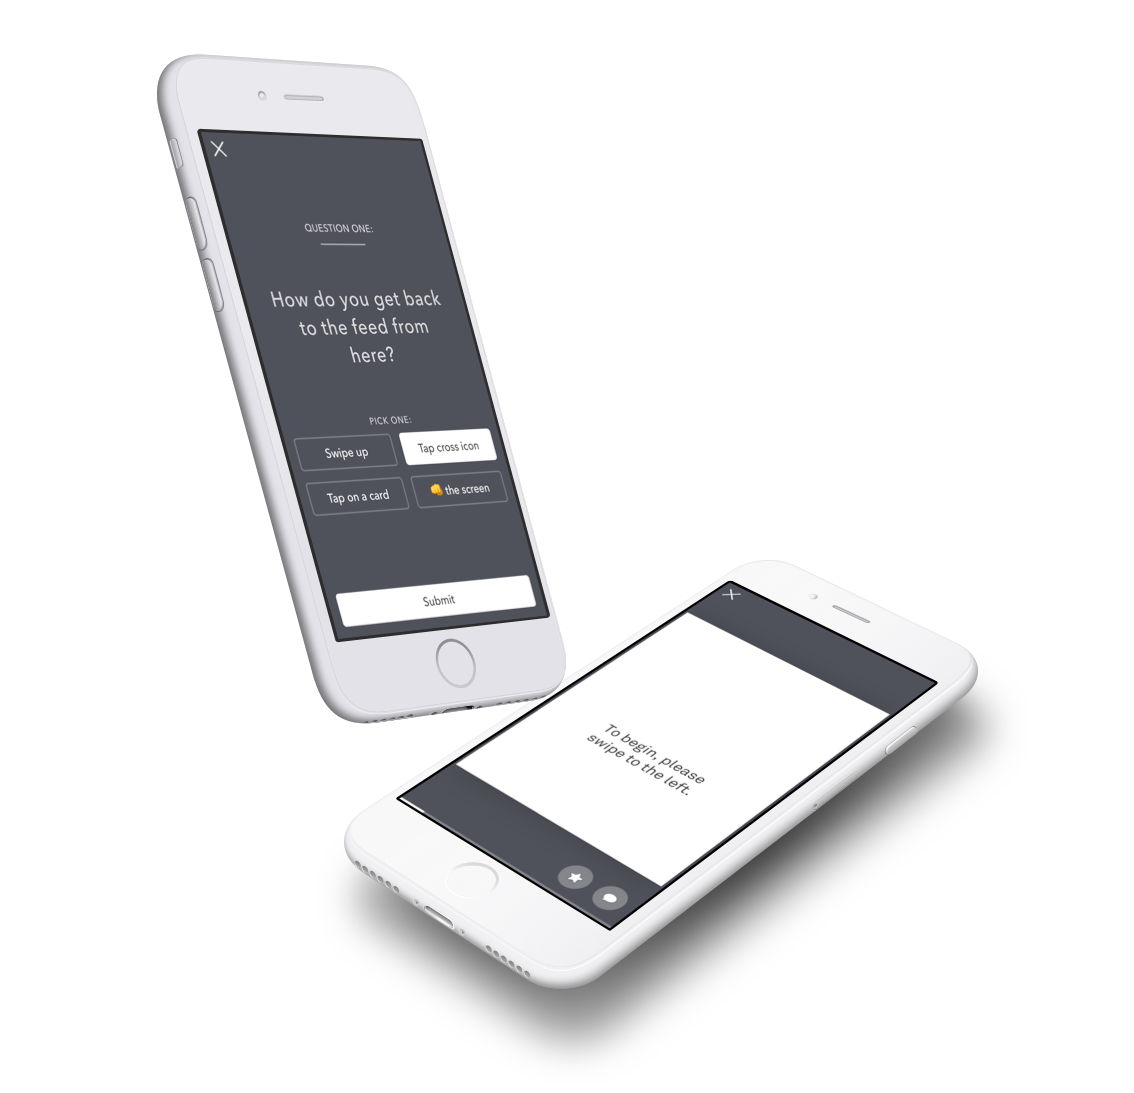 QUESTION ONE:
How do you get back
to the feed from
here?
PICK ONE:
Swipe up
Tap cross icon
Tap on a card
👊 the screen
Submit
To begin, please
swipe to the left.